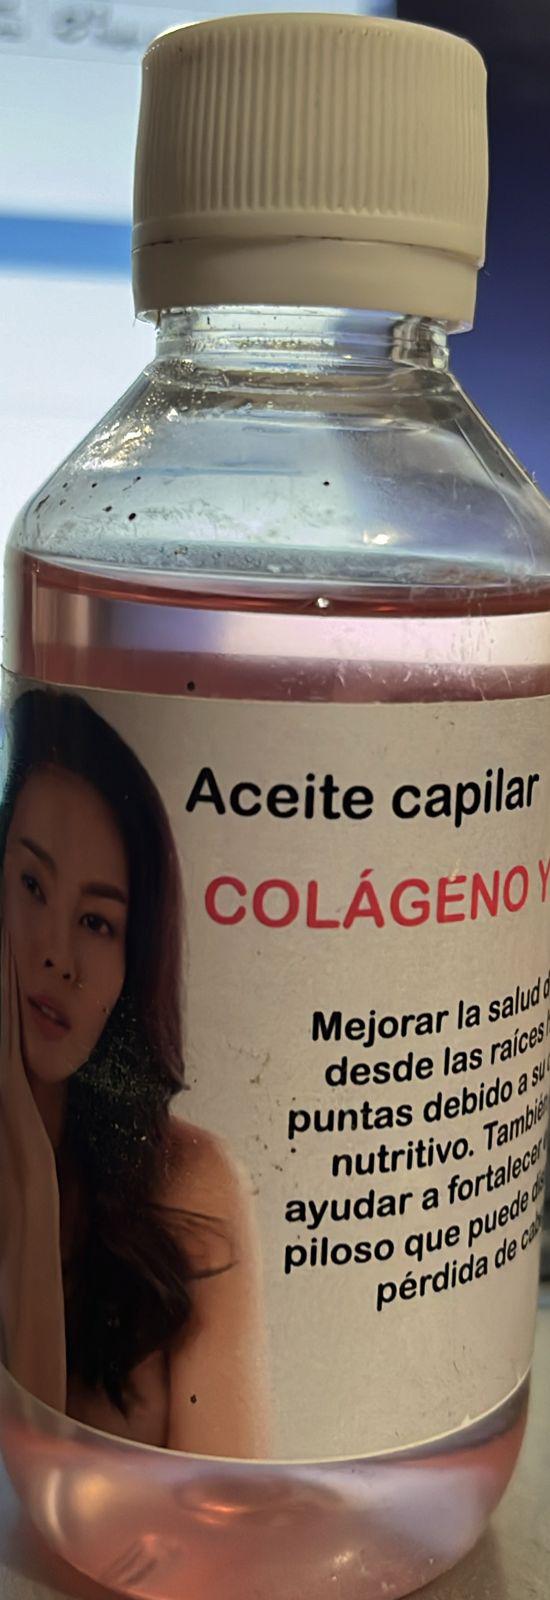 Aceite capilar
COLÁGENO Y
Mejorar la salud
desde las raíces
puntas debido a su
nutritivo. También
ayudar a fortalecer
piloso que puede
pérdida de